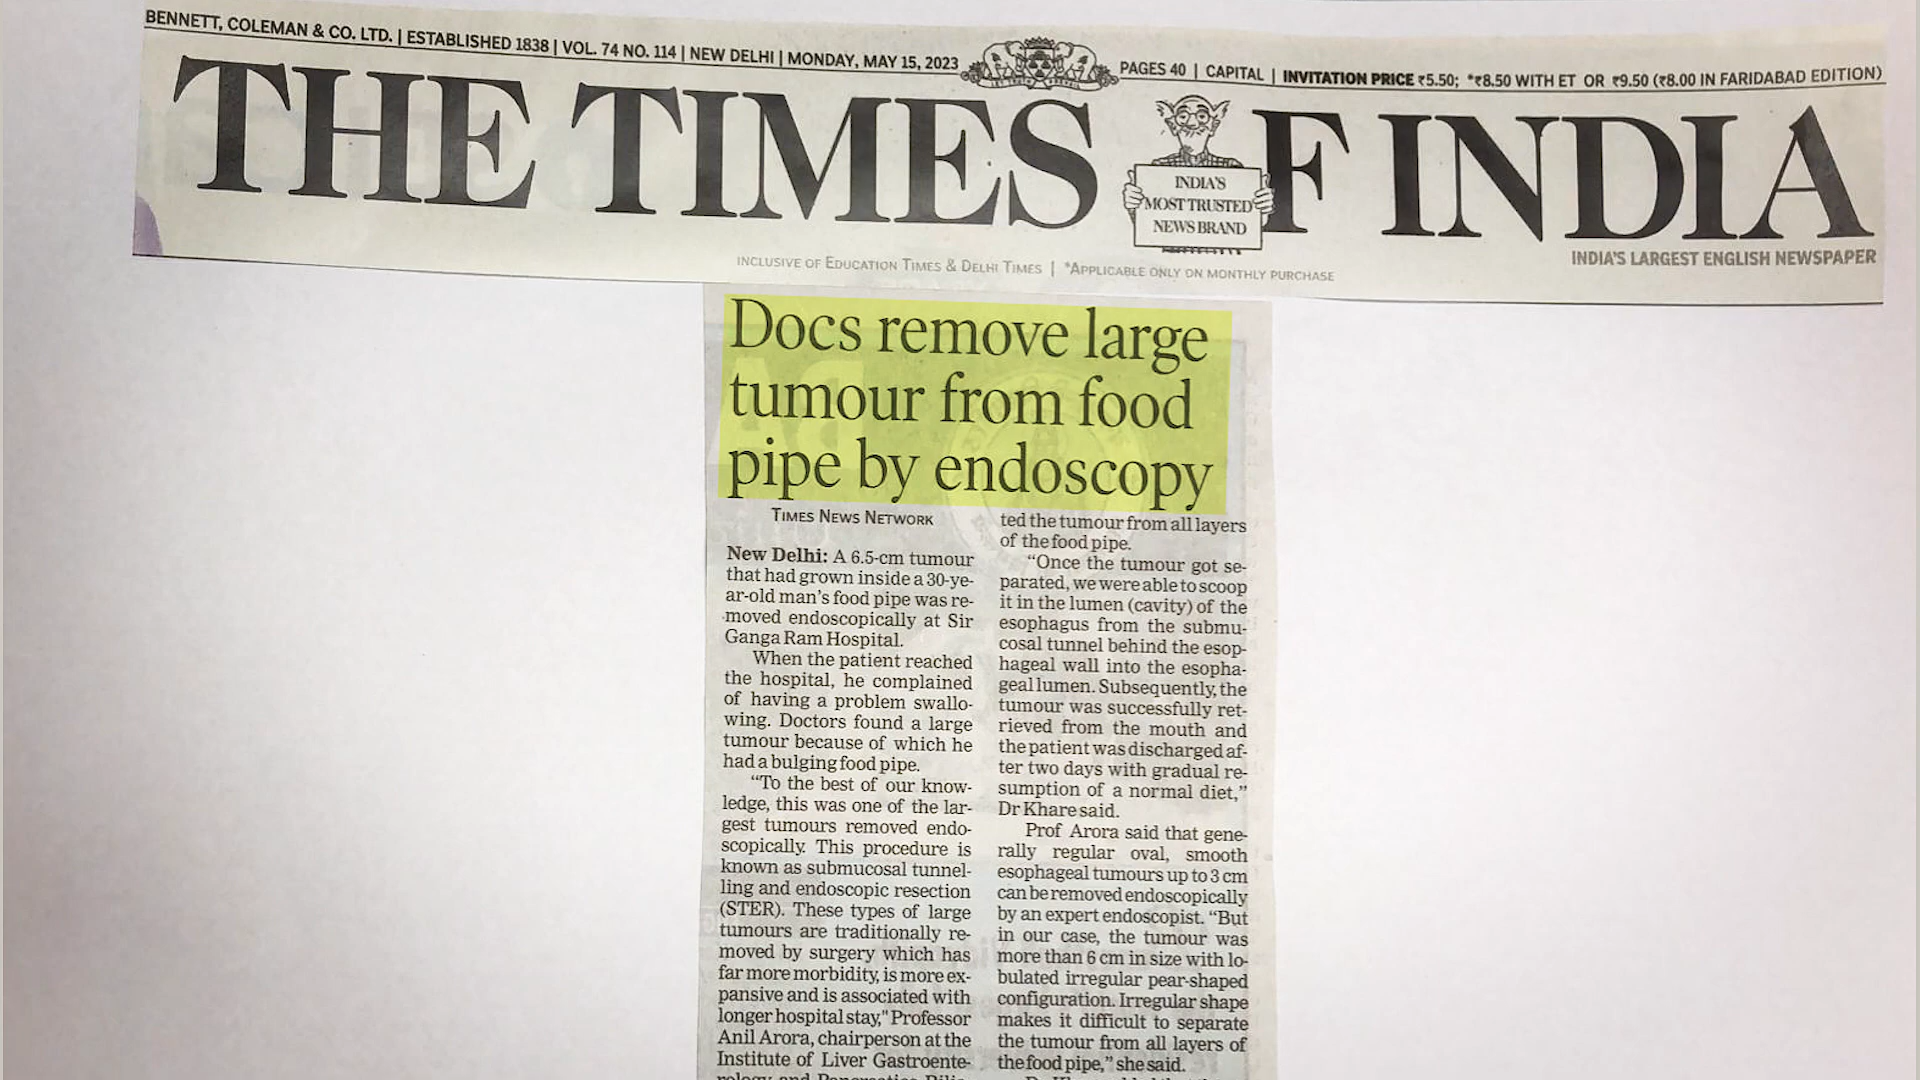 BENNETT, COLEMAN & CO. LTD. | ESTABLISHED 1838 | VOL. 74 NO. 114 | NEW DELHI | MONDAY, MAY 15, 2023
PAGES 40 | CAPITAL | INVITATION PRICE ₹5.50; *₹8.50 WITH ET OR ₹9.50 (₹8.00 IN FARIDABAD EDITION)
THE TIMES OF INDIA
INDIA'S
MOST TRUSTED
NEWS BRAND
INCLUSIVE OF EDUCATION TIMES & DELHI TIMES | *APPLICABLE ONLY ON MONTHLY PURCHASE
INDIA'S LARGEST ENGLISH NEWSPAPER
Docs remove large
tumour from food
pipe by endoscopy
TIMES NEWS NETWORK
New Delhi: A 6.5-cm tumour
that had grown inside a 30-ye-
ar-old man's food pipe was re-
moved endoscopically at Sir
Ganga Ram Hospital.
When the patient reached
the hospital, he complained
of having a problem swallo-
wing. Doctors found a large
tumour because of which he
had a bulging food pipe.
“To the best of our know-
ledge, this was one of the lar-
gest tumours removed endo-
scopically. This procedure is
known as submucosal tunnel-
ling and endoscopic resection
(STER). These types of large
tumours are traditionally re-
moved by surgery which has
far more morbidity, is more ex-
pansive and is associated with
longer hospital stay," Professor
Anil Arora, chairperson at the
Institute of Liver Gastroente-
ted the tumour from all layers
of the food pipe.
“Once the tumour got se-
parated, we were able to scoop
it in the lumen (cavity) of the
esophagus from the submu-
cosal tunnel behind the esop-
hageal wall into the esopha-
geal lumen. Subsequently, the
tumour was successfully ret-
rieved from the mouth and
the patient was discharged af-
ter two days with gradual re-
sumption of a normal diet,”
Dr Khare said.
Prof Arora said that gene-
rally regular oval, smooth
esophageal tumours up to 3 cm
can be removed endoscopically
by an expert endoscopist. “But
in our case, the tumour was
more than 6 cm in size with lo-
bulated irregular pear-shaped
configuration. Irregular shape
makes it difficult to separate
the tumour from all layers of
the food pipe,” she said.